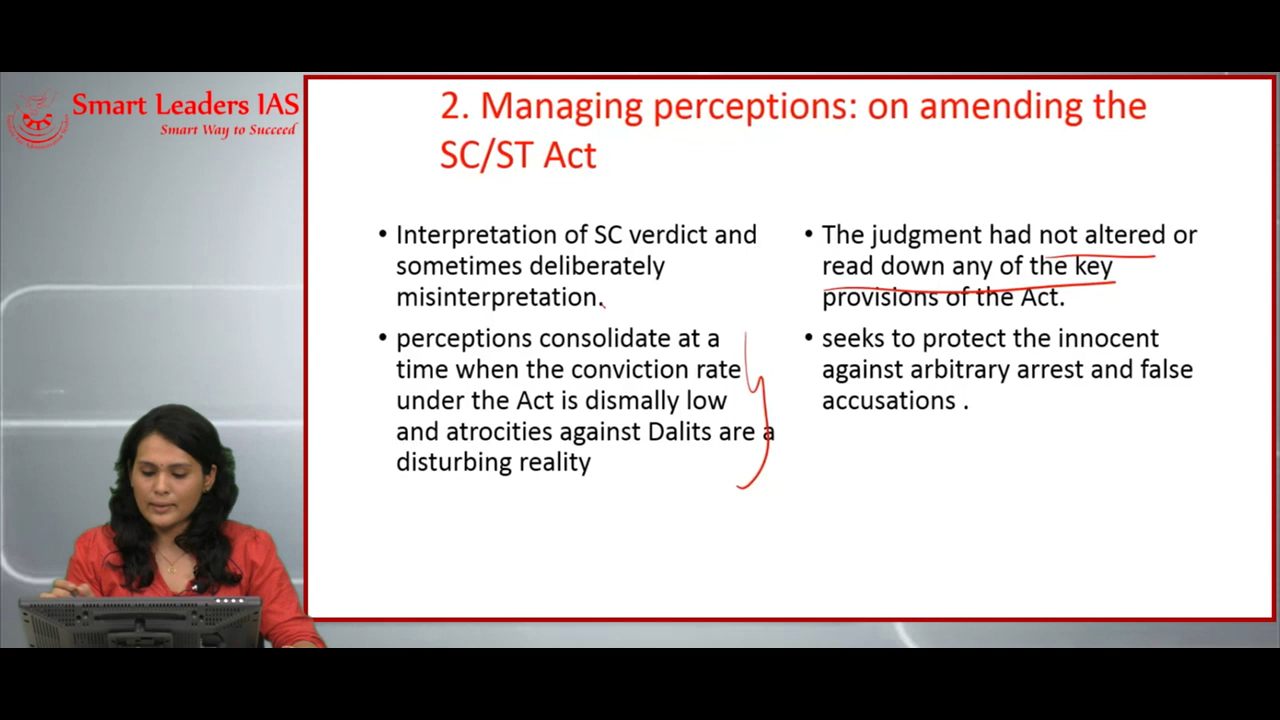 Smart Leaders IAS
Smart Way to Succeed
2. Managing perceptions: on amending the
SC/ST Act
• Interpretation of SC verdict and
sometimes deliberately
misinterpretation.
• perceptions consolidate at a
time when the conviction rate
under the Act is dismally low
and atrocities against Dalits are a
disturbing reality
• The judgment had not altered or
read down any of the key
provisions of the Act.
• seeks to protect the innocent
against arbitrary arrest and false
accusations .